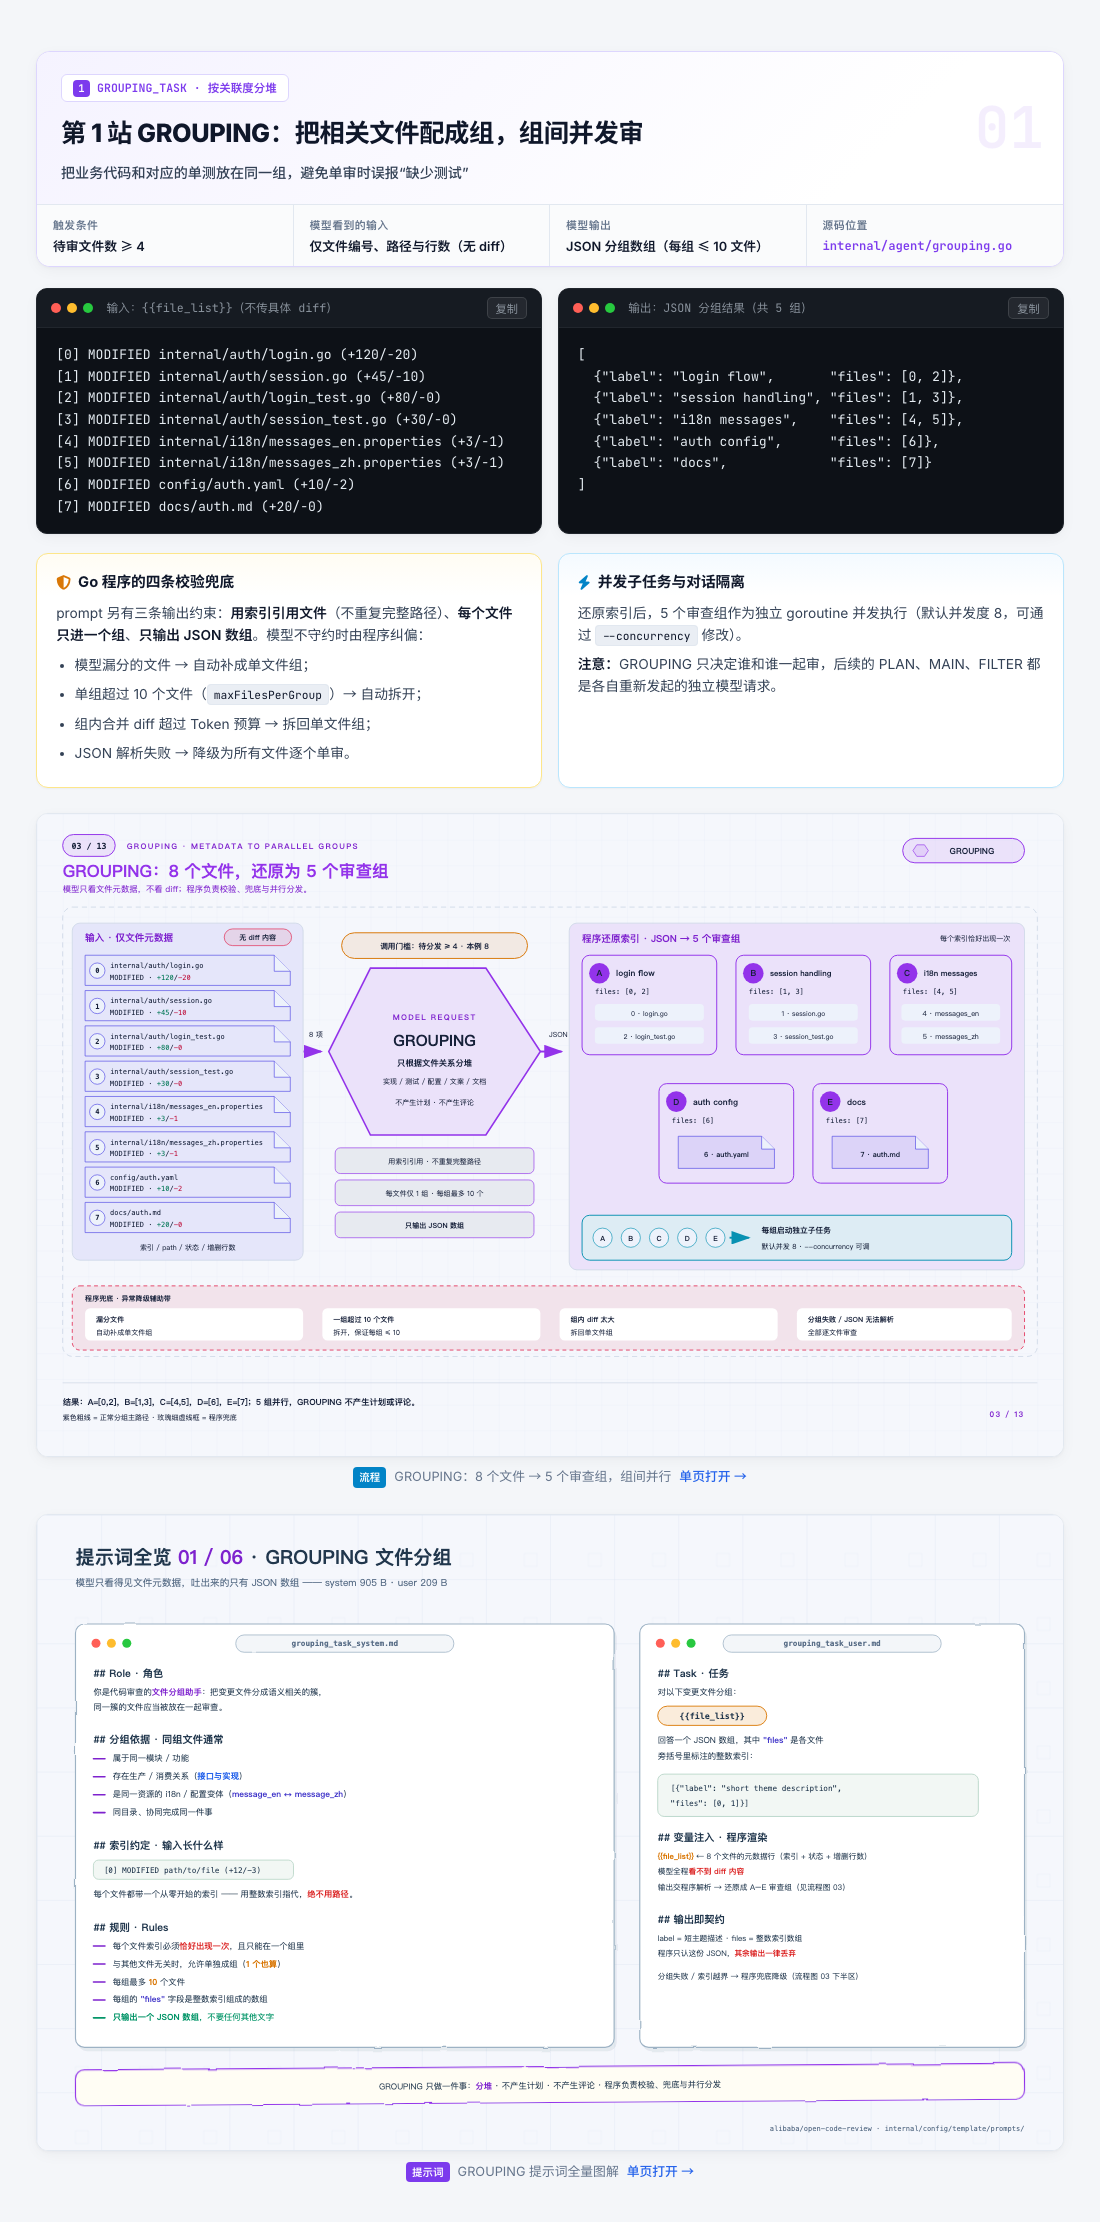 1 GROUPING_TASK · 按关联度分堆
01
第 1 站 GROUPING：把相关文件配成组，组间并发审
把业务代码和对应的单测放在同一组，避免单审时误报“缺少测试”
触发条件
待审文件数 ≥ 4
模型看到的输入
仅文件编号、路径与行数（无 diff）
模型输出
JSON 分组数组（每组 ≤ 10 文件）
源码位置
internal/agent/grouping.go
输入：{{file_list}}（不传具体 diff）
复制
[0] MODIFIED internal/auth/login.go (+120/-20)
[1] MODIFIED internal/auth/session.go (+45/-10)
[2] MODIFIED internal/auth/login_test.go (+80/-0)
[3] MODIFIED internal/auth/session_test.go (+30/-0)
[4] MODIFIED internal/i18n/messages_en.properties (+3/-1)
[5] MODIFIED internal/i18n/messages_zh.properties (+3/-1)
[6] MODIFIED config/auth.yaml (+10/-2)
[7] MODIFIED docs/auth.md (+20/-0)
输出：JSON 分组结果（共 5 组）
复制
[
{"label": "login flow", "files": [0, 2]},
{"label": "session handling", "files": [1, 3]},
{"label": "i18n messages", "files": [4, 5]},
{"label": "auth config", "files": [6]},
{"label": "docs", "files": [7]}
]
Go 程序的四条校验兜底
prompt 另有三条输出约束：用索引引用文件（不重复完整路径）、每个文件
只进一个组、只输出 JSON 数组。模型不守约时由程序纠偏：
• 模型漏分的文件 → 自动补成单文件组；
• 单组超过 10 个文件（maxFilesPerGroup）→ 自动拆开；
• 组内合并 diff 超过 Token 预算 → 拆回单文件组；
• JSON 解析失败 → 降级为所有文件逐个单审。
并发子任务与对话隔离
还原索引后，5 个审查组作为独立 goroutine 并发执行（默认并发度 8，可通
过 --concurrency 修改）。
注意：GROUPING 只决定谁和谁一起审，后续的 PLAN、MAIN、FILTER 都
是各自重新发起的独立模型请求。
03 / 13
GROUPING · METADATA TO PARALLEL GROUPS
GROUPING
GROUPING：8 个文件，还原为 5 个审查组
模型只看文件元数据，不看 diff；程序负责校验、兜底与并行分发。
输入 · 仅文件元数据
无 diff 内容
0 internal/auth/login.go
MODIFIED · +120/−20
1 internal/auth/session.go
MODIFIED · +45/−10
2 internal/auth/login_test.go
MODIFIED · +80/−0
3 internal/auth/session_test.go
MODIFIED · +30/−0
4 internal/i18n/messages_en.properties
MODIFIED · +3/−1
5 internal/i18n/messages_zh.properties
MODIFIED · +3/−1
6 config/auth.yaml
MODIFIED · +10/−2
7 docs/auth.md
MODIFIED · +20/−0
索引 / path / 状态 / 增删行数
8 项
调用门槛：待分发 ≥ 4 · 本例 8
MODEL REQUEST
GROUPING
只根据文件关系分堆
实现 / 测试 / 配置 / 文案 / 文档
不产生计划 · 不产生评论
用索引引用 · 不重复完整路径
每文件仅 1 组 · 每组最多 10 个
只输出 JSON 数组
JSON
程序还原索引 · JSON → 5 个审查组
每个索引恰好出现一次
A login flow
files: [0, 2]
0 · login.go
2 · login_test.go
B session handling
files: [1, 3]
1 · session.go
3 · session_test.go
C i18n messages
files: [4, 5]
4 · messages_en
5 · messages_zh
D auth config
files: [6]
6 · auth.yaml
E docs
files: [7]
7 · auth.md
A B C D E
每组启动独立子任务
默认并发 8 · −−concurrency 可调
程序兜底 · 异常降级辅助带
漏分文件
自动补成单文件组
一组超过 10 个文件
拆开，保证每组 ≤ 10
组内 diff 太大
拆回单文件组
分组失败 / JSON 无法解析
全部逐文件审查
结果：A=[0,2]，B=[1,3]，C=[4,5]，D=[6]，E=[7]；5 组并行，GROUPING 不产生计划或评论。
紫色粗线 = 正常分组主路径 · 玫瑰细虚线框 = 程序兜底
03 / 13
流程 GROUPING：8 个文件 → 5 个审查组，组间并行 单页打开 →
提示词全览 01 / 06 · GROUPING 文件分组
模型只看得见文件元数据，吐出来的只有 JSON 数组 —— system 905 B · user 209 B
grouping_task_system.md
## Role · 角色
你是代码审查的文件分组助手：把变更文件分成语义相关的簇，
同一簇的文件应当被放在一起审查。
## 分组依据 · 同组文件通常
属于同一模块 / 功能
存在生产 / 消费关系（接口与实现）
是同一资源的 i18n / 配置变体（message_en ↔ message_zh）
同目录、协同完成同一件事
## 索引约定 · 输入长什么样
[0] MODIFIED path/to/file (+12/−3)
每个文件都带一个从零开始的索引 —— 用整数索引指代，绝不用路径。
## 规则 · Rules
每个文件索引必须恰好出现一次，且只能在一个组里
与其他文件无关时，允许单独成组（1 个也算）
每组最多 10 个文件
每组的 "files" 字段是整数索引组成的数组
只输出一个 JSON 数组，不要任何其他文字
grouping_task_user.md
## Task · 任务
对以下变更文件分组：
{{file_list}}
回答一个 JSON 数组，其中 "files" 是各文件
旁括号里标注的整数索引：
[{"label": "short theme description",
"files": [0, 1]}]
## 变量注入 · 程序渲染
{{file_list}} ← 8 个文件的元数据行（索引 + 状态 + 增删行数）
模型全程看不到 diff 内容
输出交程序解析 → 还原成 A–E 审查组（见流程图 03）
## 输出即契约
label = 短主题描述 · files = 整数索引数组
程序只认这份 JSON，其余输出一律丢弃
分组失败 / 索引越界 → 程序兜底降级（流程图 03 下半区）
GROUPING 只做一件事：分堆 · 不产生计划 · 不产生评论 · 程序负责校验、兜底与并行分发
alibaba/open-code-review · internal/config/template/prompts/
提示词 GROUPING 提示词全量图解 单页打开 →